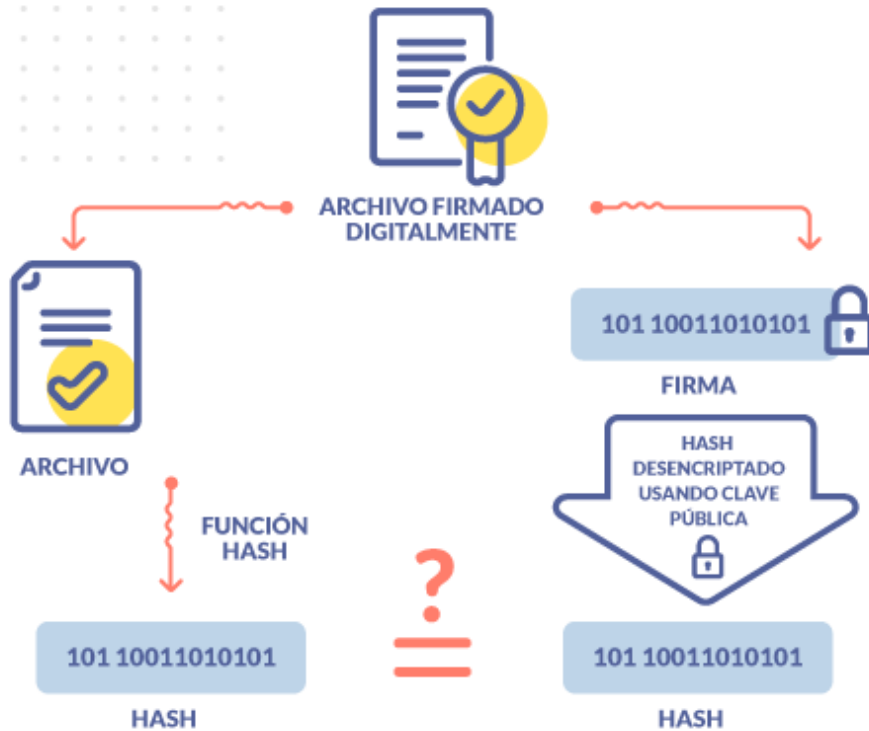 ARCHIVO FIRMADO
DIGITALMENTE
101 10011010101
FIRMA
ARCHIVO
HASH
DESENCRIPTADO
USANDO CLAVE
PÚBLICA
FUNCIÓN
HASH
?
=
101 10011010101
HASH
101 10011010101
HASH